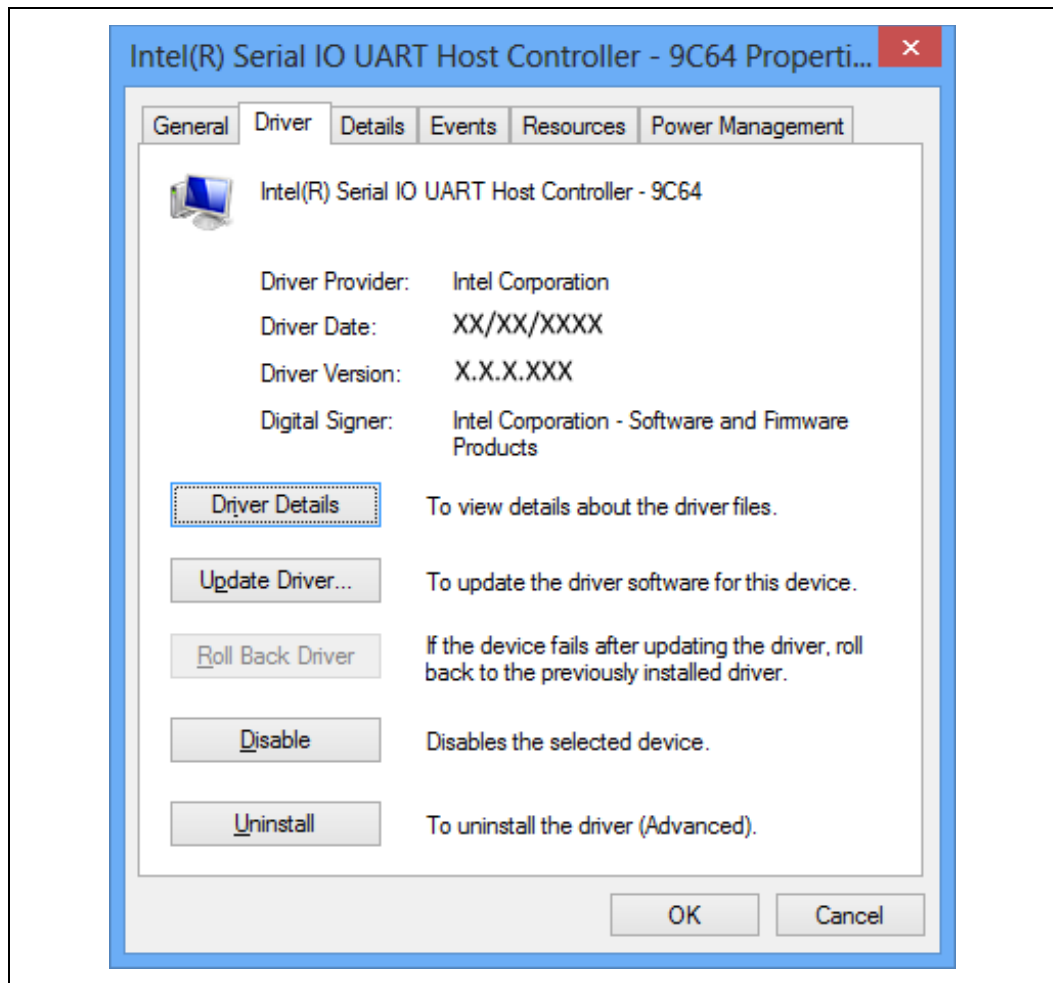 Intel(R) Serial IO UART Host Controller - 9C64 Properti...
General Driver Details Events Resources Power Management
Intel(R) Serial IO UART Host Controller - 9C64
Driver Provider: Intel Corporation
Driver Date: XX/XX/XXXX
Driver Version: X.X.X.XXX
Digital Signer: Intel Corporation - Software and Firmware
Products
Driver Details To view details about the driver files.
Update Driver... To update the driver software for this device.
Roll Back Driver If the device fails after updating the driver, roll
back to the previously installed driver.
Disable Disables the selected device.
Uninstall To uninstall the driver (Advanced).
OK Cancel